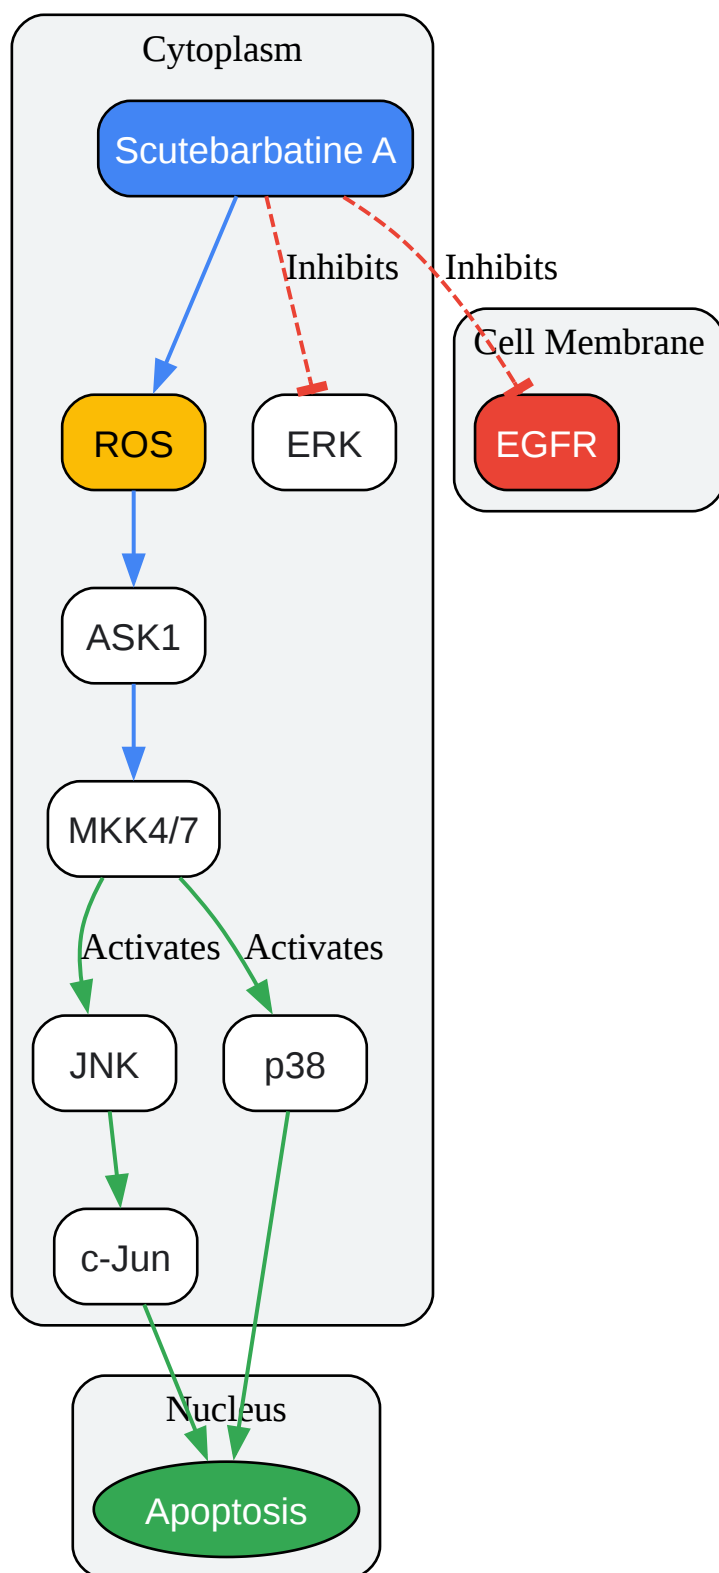 Cytoplasm
Scutebarbatine A
Inhibits
Inhibits
Cell Membrane
ROS
ERK
EGFR
ASK1
MKK4/7
Activates
Activates
JNK
p38
c-Jun
Nucleus
Apoptosis